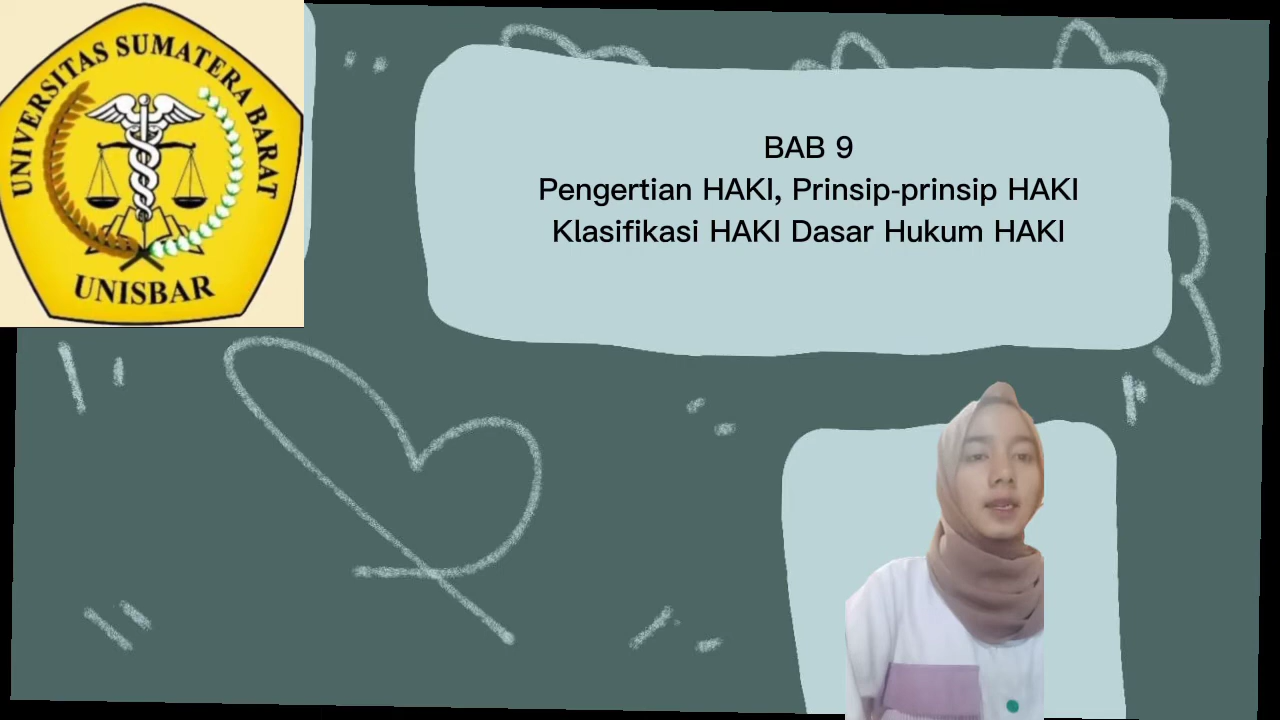 UNIVERSITAS SUMATERA BARAT
UNISBAR
BAB 9
Pengertian HAKI, Prinsip-prinsip HAKI
Klasifikasi HAKI Dasar Hukum HAKI